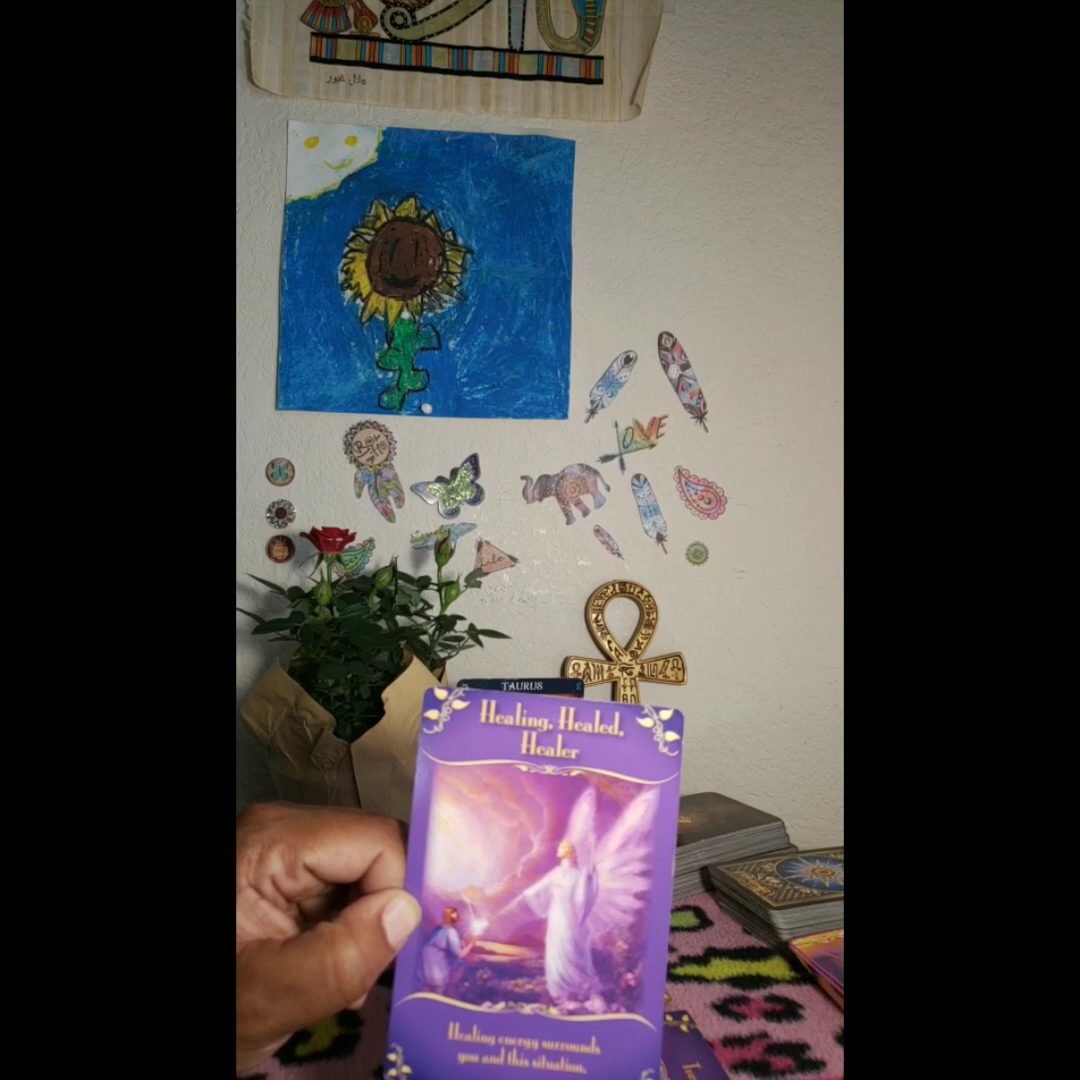 LOVE
TAURUS
Healing, Healed,
Healer
Healing energy surrounds
you and this situation.